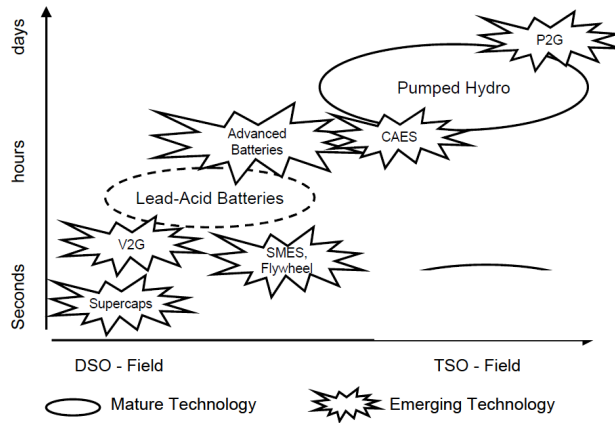 days
P2G
Pumped Hydro
hours
Advanced
Batteries
CAES
Lead-Acid Batteries
V2G
SMES,
Flywheel
Seconds
Supercaps
DSO - Field
TSO - Field
Mature Technology
Emerging Technology